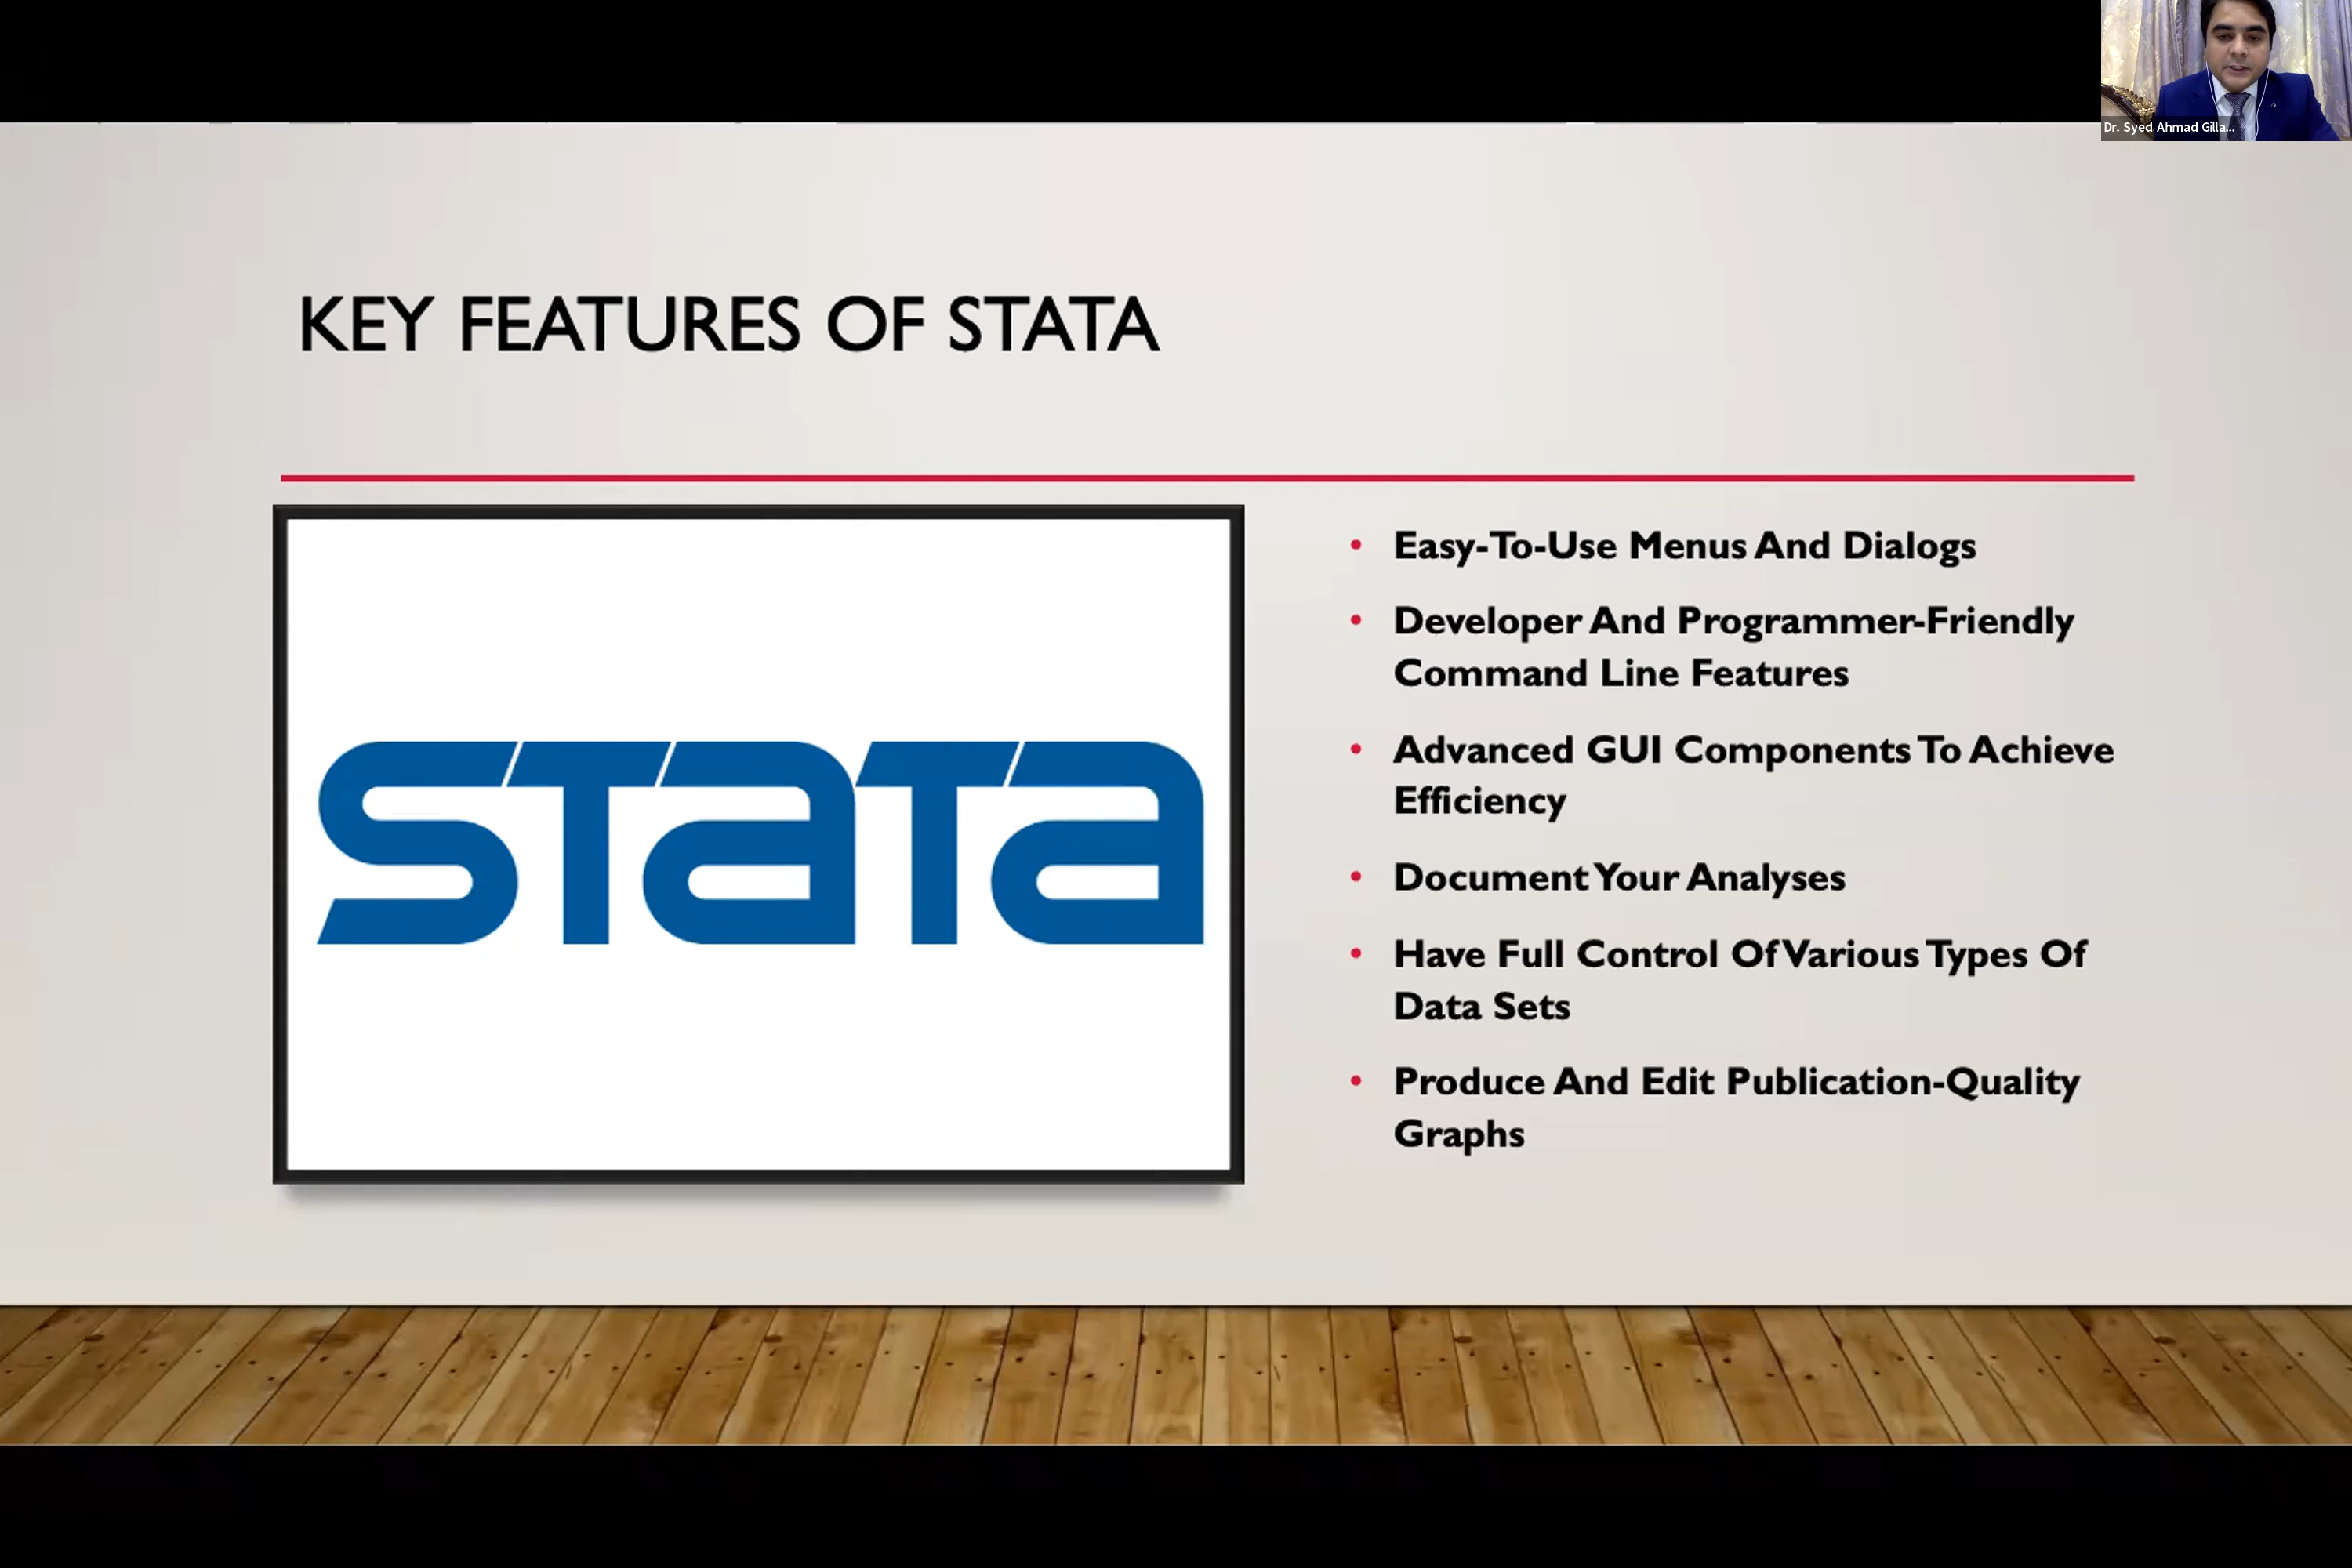 Dr. Syed Ahmad Gilla...
KEY FEATURES OF STATA
stata
• Easy-To-Use Menus And Dialogs
• Developer And Programmer-Friendly
Command Line Features
• Advanced GUI Components To Achieve
Efficiency
• Document Your Analyses
• Have Full Control Of Various Types Of
Data Sets
• Produce And Edit Publication-Quality
Graphs